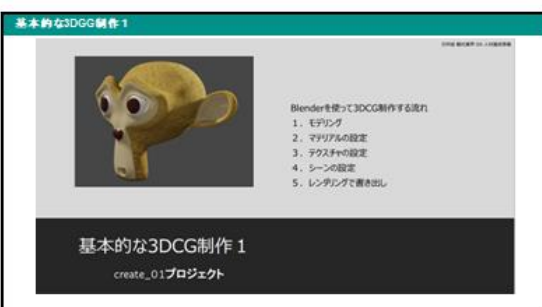 基本的な3DGG制作1
Blenderを使って3DCG制作する流れ
1. モデリング
2. マテリアルの設定
3. テクスチャの設定
4. シーンの設定
5. レンダリングで書き出し
基本的な3DCG制作 1
create_01プロジェクト